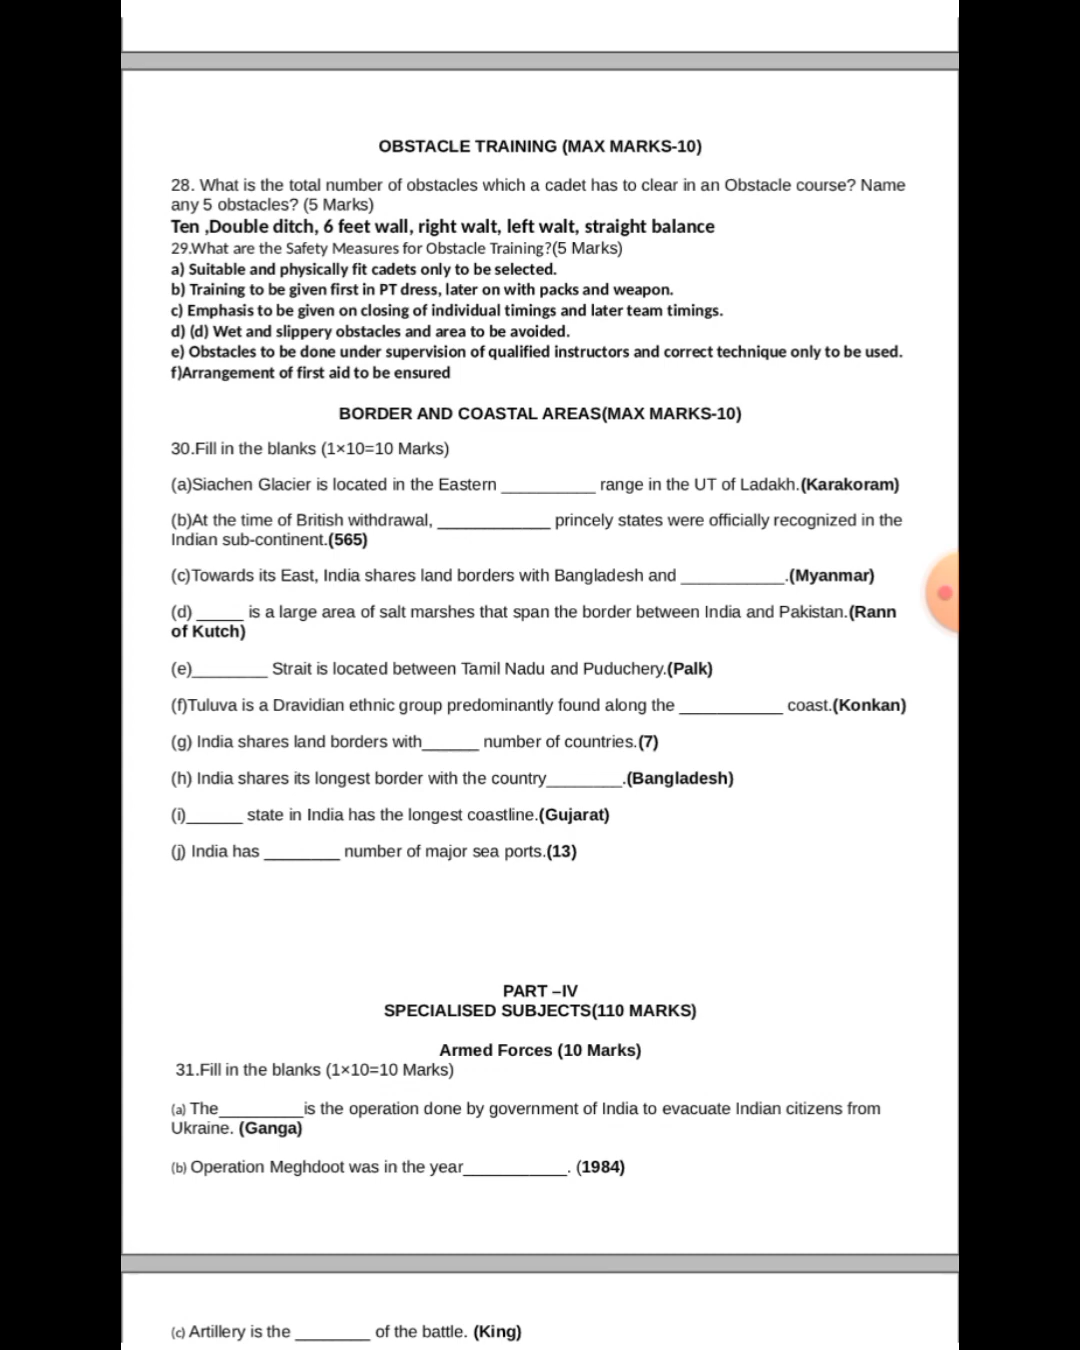 OBSTACLE TRAINING (MAX MARKS-10)
28. What is the total number of obstacles which a cadet has to clear in an Obstacle course? Name
any 5 obstacles? (5 Marks)
Ten ,Double ditch, 6 feet wall, right walt, left walt, straight balance
29.What are the Safety Measures for Obstacle Training?(5 Marks)
a) Suitable and physically fit cadets only to be selected.
b) Training to be given first in PT dress, later on with packs and weapon.
c) Emphasis to be given on closing of individual timings and later team timings.
d) (d) Wet and slippery obstacles and area to be avoided.
e) Obstacles to be done under supervision of qualified instructors and correct technique only to be used.
f)Arrangement of first aid to be ensured
BORDER AND COASTAL AREAS(MAX MARKS-10)
30.Fill in the blanks (1×10=10 Marks)
(a)Siachen Glacier is located in the Eastern __________ range in the UT of Ladakh.(Karakoram)
(b)At the time of British withdrawal, ____________ princely states were officially recognized in the
Indian sub-continent.(565)
(c)Towards its East, India shares land borders with Bangladesh and ___________.(Myanmar)
(d) _____ is a large area of salt marshes that span the border between India and Pakistan.(Rann
of Kutch)
(e)________ Strait is located between Tamil Nadu and Puduchery.(Palk)
(f)Tuluva is a Dravidian ethnic group predominantly found along the ___________ coast.(Konkan)
(g) India shares land borders with______ number of countries.(7)
(h) India shares its longest border with the country________.(Bangladesh)
(i)______ state in India has the longest coastline.(Gujarat)
(j) India has ________ number of major sea ports.(13)
PART –IV
SPECIALISED SUBJECTS(110 MARKS)
Armed Forces (10 Marks)
31.Fill in the blanks (1×10=10 Marks)
(a) The_________is the operation done by government of India to evacuate Indian citizens from
Ukraine. (Ganga)
(b) Operation Meghdoot was in the year___________. (1984)
(c) Artillery is the ________ of the battle. (King)